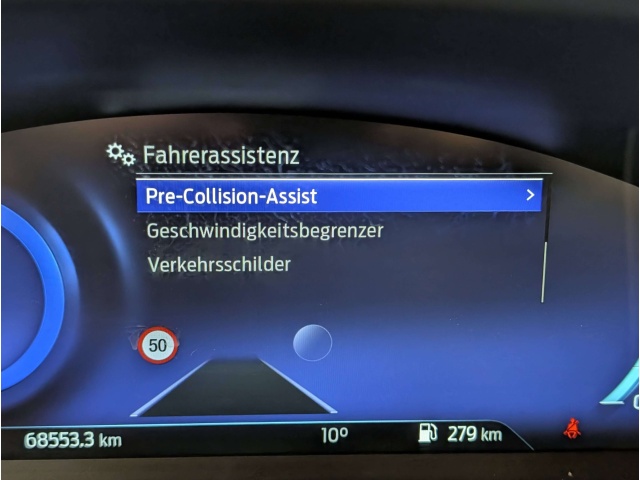 Fahrerassistenz
Pre-Collision-Assist >
Geschwindigkeitsbegrenzer
Verkehrsschilder
50
68553.3 km 10° 279 km